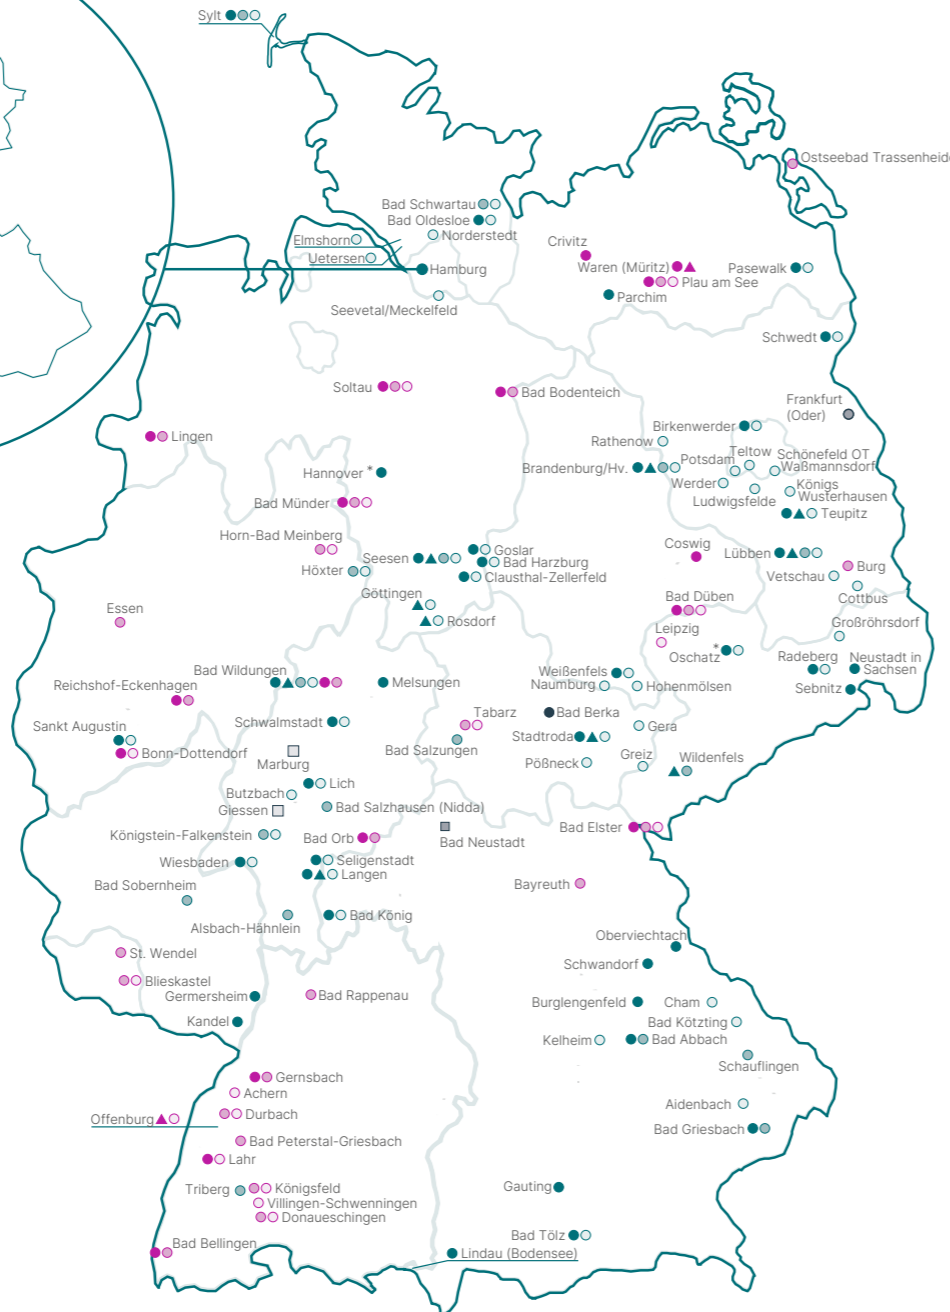 Sylt
Ostseebad Trassenheide
Bad Schwartau
Bad Oldesloe
Norderstedt
Elmshorn
Uetersen
Hamburg
Crivitz
Waren (Müritz)
Pasewalk
Plau am See
Parchim
Seevetal/Meckelfeld
Schwedt
Soltau
Bad Bodenteich
Frankfurt
(Oder)
Birkenwerder
Lingen
Rathenow
Teltow
Schönefeld OT
Waßmannsdorf
Potsdam
Brandenburg/Hv.
Hannover *
Werder
Königs
Wusterhausen
Ludwigsfelde
Bad Münder
Teupitz
Horn-Bad Meinberg
Coswig
Seesen
Goslar
Lübben
Bad Harzburg
Burg
Höxter
Clausthal-Zellerfeld
Vetschau
Cottbus
Göttingen
Bad Düben
Essen
Rosdorf
Großröhrsdorf
Leipzig
*
Oschatz
Radeberg
Neustadt in
Sachsen
Bad Wildungen
Melsungen
Weißenfels
Naumburg
Hohenmölsen
Sebnitz
Reichshof-Eckenhagen
Tabarz
Bad Berka
Schwalmstadt
Gera
Sankt Augustin
Stadtroda
Bad Salzungen
Bonn-Dottendorf
Marburg
Pößneck
Greiz
Wildenfels
Lich
Butzbach
Giessen
Bad Salzhausen (Nidda)
Königstein-Falkenstein
Bad Orb
Bad Neustadt
Bad Elster
Wiesbaden
Seligenstadt
Langen
Bad Sobernheim
Bayreuth
Alsbach-Hähnlein
Bad König
Oberviechtach
St. Wendel
Schwandorf
Blieskastel
Germersheim
Bad Rappenau
Burglengenfeld
Cham
Kandel
Bad Kötzting
Kelheim
Bad Abbach
Schauflingen
Gernsbach
Achern
Aidenbach
Offenburg
Durbach
Bad Griesbach
Bad Peterstal-Griesbach
Lahr
Triberg
Königsfeld
Gauting
Villingen-Schwenningen
Donaueschingen
Bad Tölz
Bad Bellingen
Lindau (Bodensee)